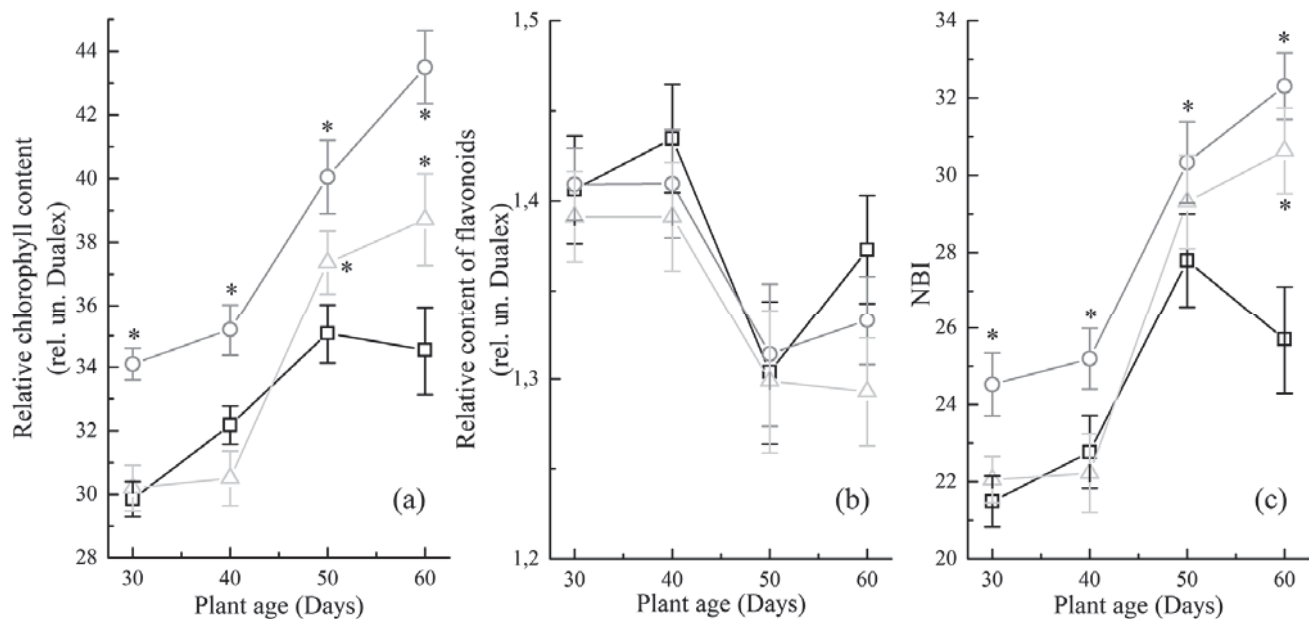 Relative chlorophyll content
(rel. un. Dualex)
44
42
40
38
36
34
32
30
28
*
*
*
*
*
*
(a)
30 40 50 60
Plant age (Days)
Relative content of flavonoids
(rel. un. Dualex)
1,5
1,4
1,3
1,2
(b)
30 40 50 60
Plant age (Days)
NBI
34
32
30
28
26
24
22
20
*
*
*
*
*
(c)
30 40 50 60
Plant age (Days)